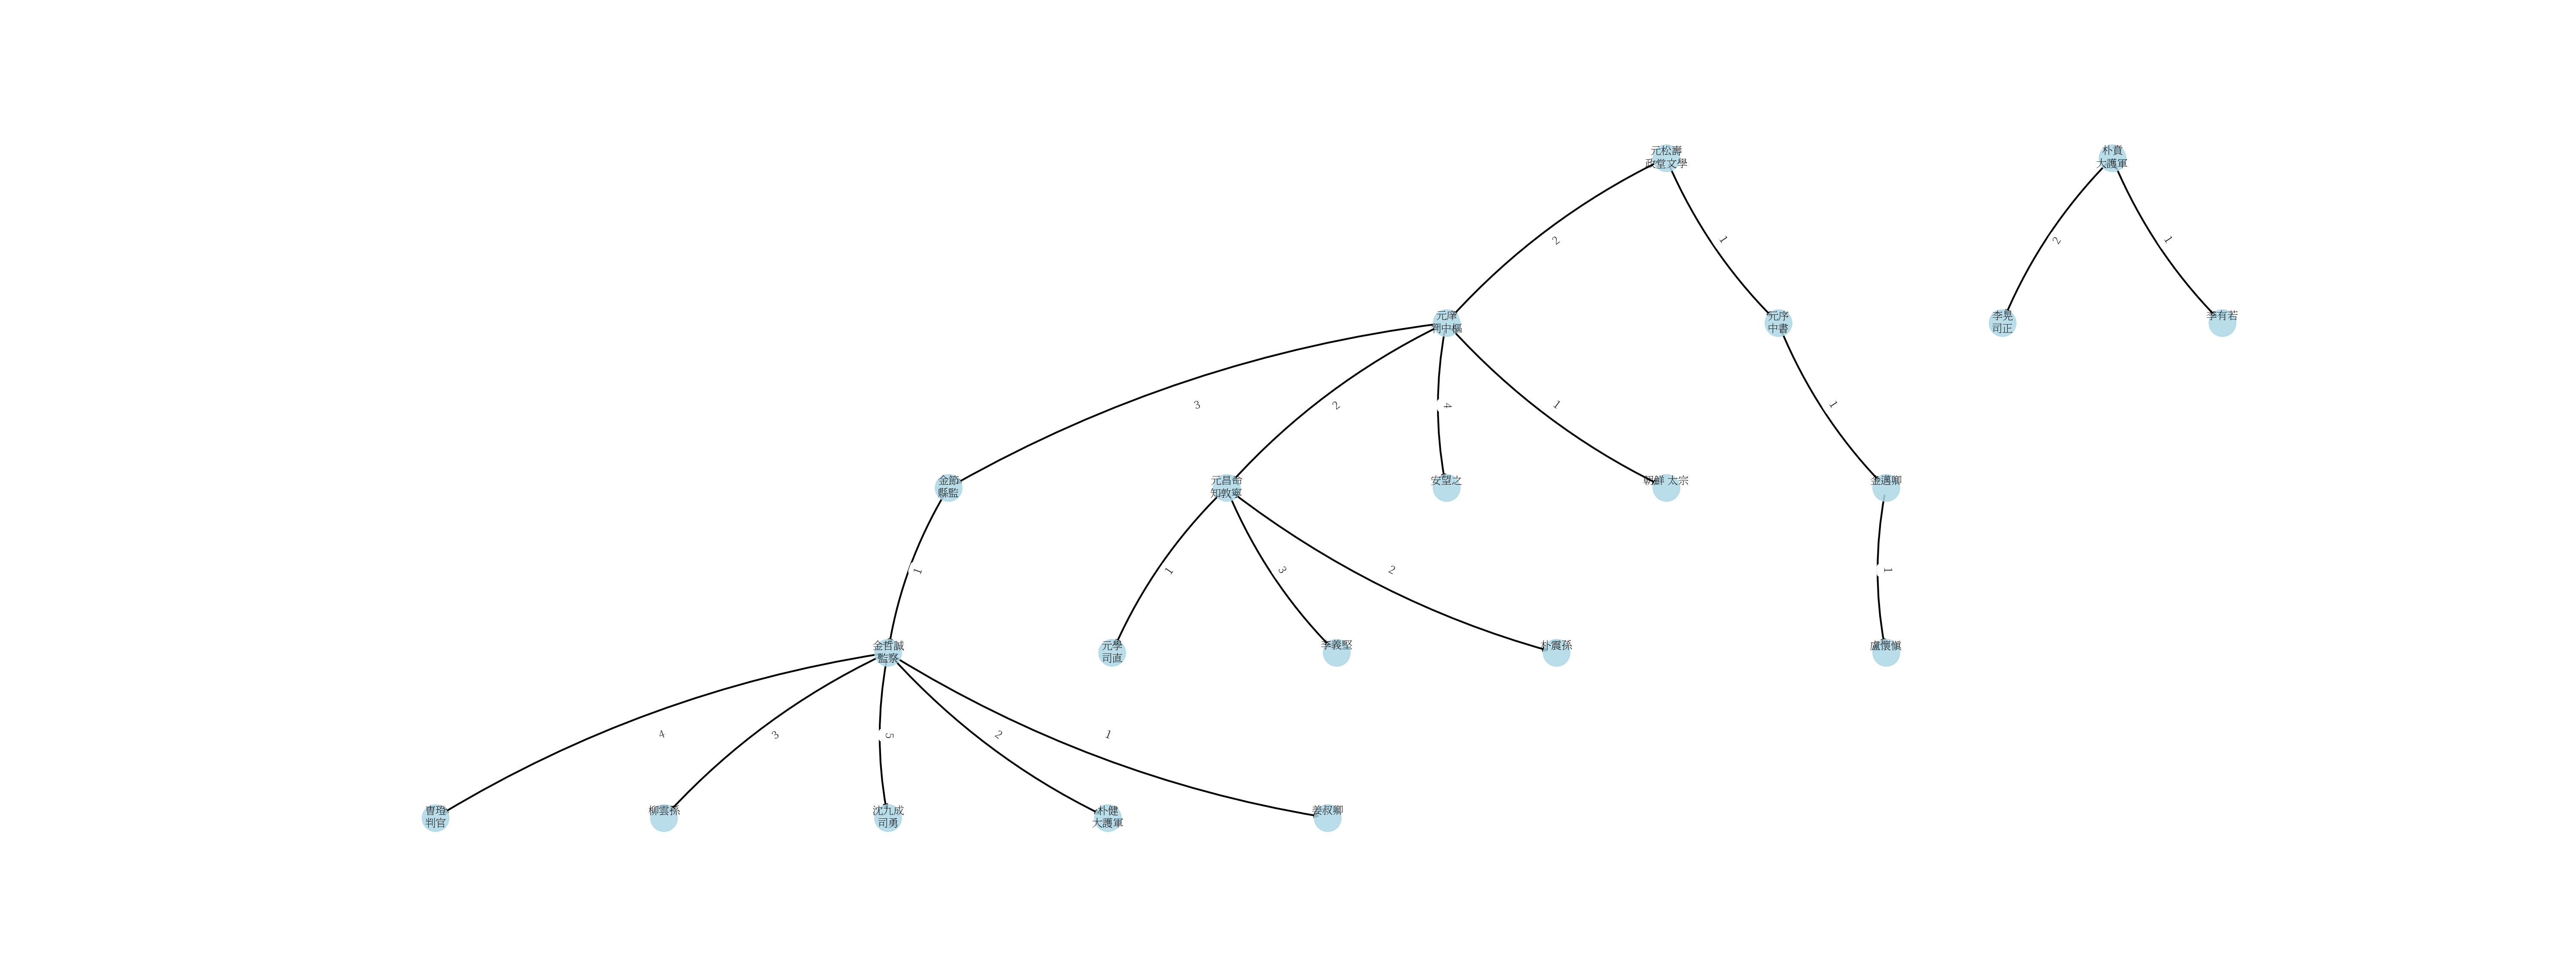 元松壽
政堂文學
朴賁
大護軍
2
1
2
1
元庠
判中樞
元序
中書
李晃
司正
李有若
3
2
4
1
1
金節
縣監
元昌命
知敦寧
安望之
朝鮮 太宗
金邁卿
1
1
3
2
1
金哲誠
監察
元學
司直
李義堅
朴震孫
盧懷愼
4
3
5
2
1
曺瑠
判官
柳雲孫
沈九成
司勇
朴健
大護軍
姜叔卿